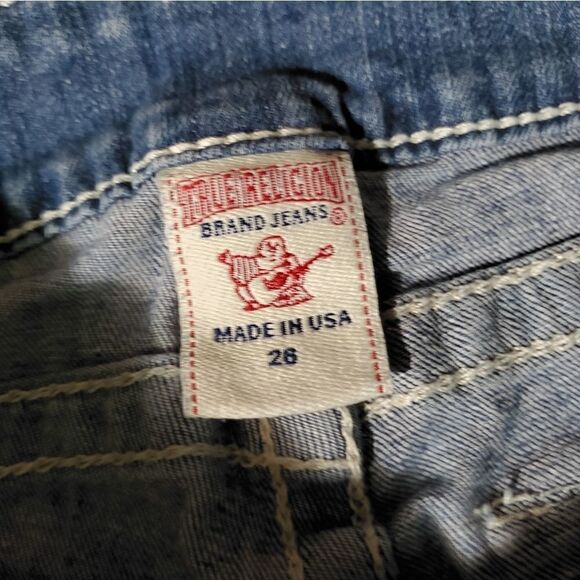 TRUE RELIGION
BRAND JEANS ®
MADE IN USA
26